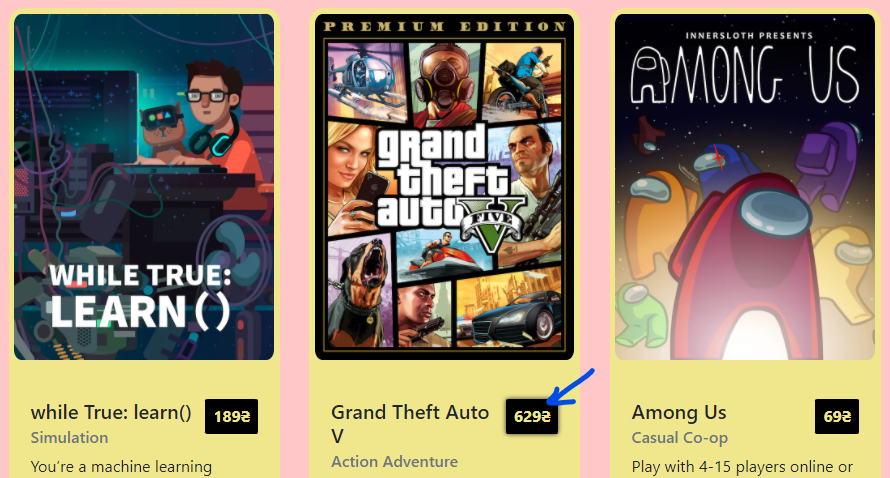 WHILE TRUE:
LEARN()
while True: learn()
189₴
Simulation
You're a machine learning
PREMIUM EDITION
grand
theft
auto
FIVE
V
Grand Theft Auto
V
629₴
Action Adventure
INNERSLOTH PRESENTS
AMONG US
Among Us
69₴
Casual Co-op
Play with 4-15 players online or